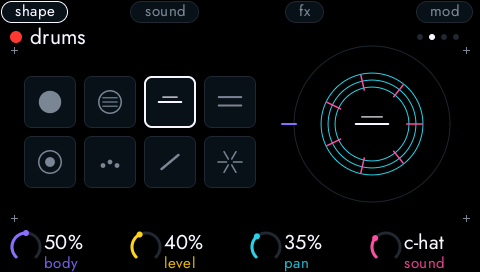 shape sound fx mod
drums
50% 40% 35% c-hat
body level pan sound